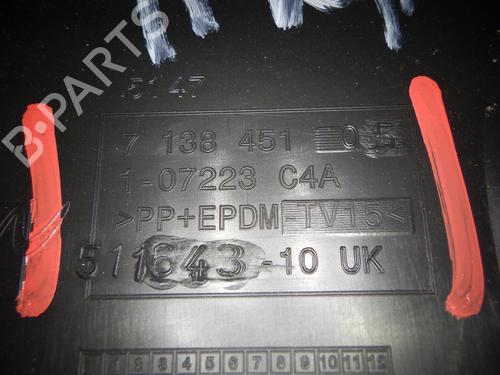 B-PARTS
5147
7 138 451 05
1-07223 C4A
>PP+EPDM-TV15<
511643-10 UK
1 2 3 4 5 6 7 8 9 10 11 12